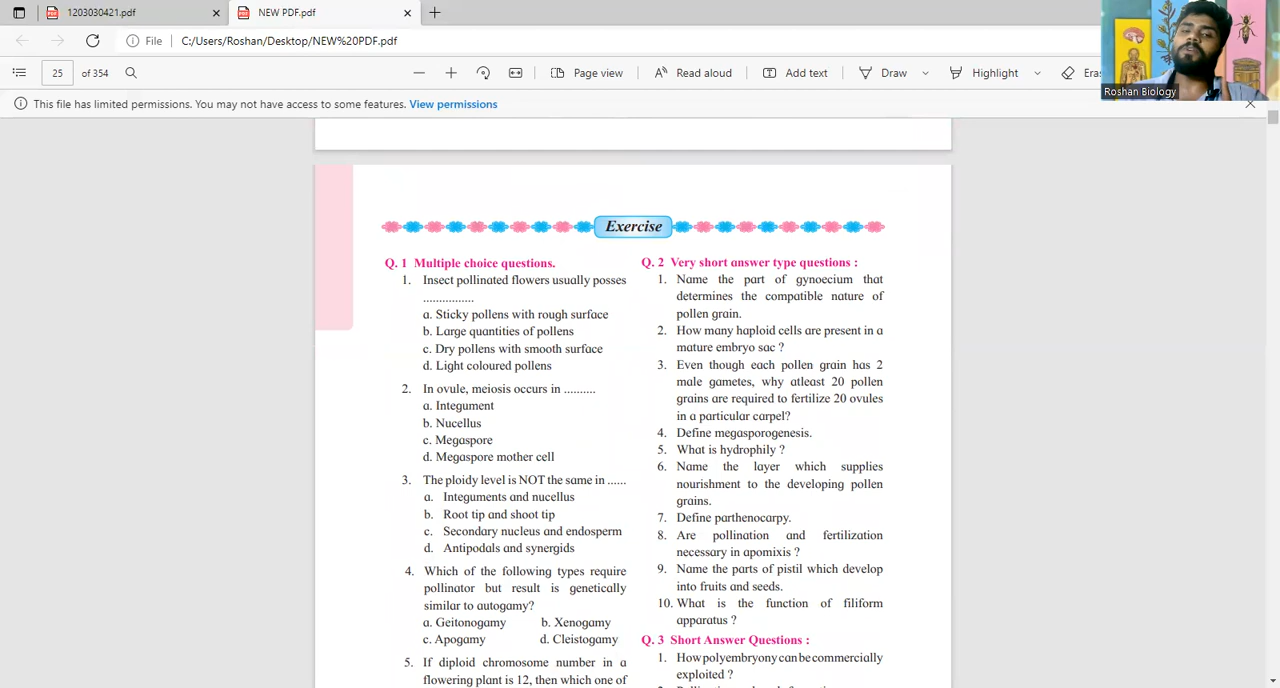 1203030421.pdf
NEW PDF.pdf
File
C:/Users/Roshan/Desktop/NEW%20PDF.pdf
25 of 354
Page view
Read aloud
Add text
Draw
Highlight
Eras
Roshan Biology
This file has limited permissions. You may not have access to some features. View permissions
Exercise
Q. 1 Multiple choice questions.
1. Insect pollinated flowers usually posses
................
a. Sticky pollens with rough surface
b. Large quantities of pollens
c. Dry pollens with smooth surface
d. Light coloured pollens
2. In ovule, meiosis occurs in ..........
a. Integument
b. Nucellus
c. Megaspore
d. Megaspore mother cell
3. The ploidy level is NOT the same in ......
a. Integuments and nucellus
b. Root tip and shoot tip
c. Secondary nucleus and endosperm
d. Antipodals and synergids
4. Which of the following types require
pollinator but result is genetically
similar to autogamy?
a. Geitonogamy b. Xenogamy
c. Apogamy d. Cleistogamy
5. If diploid chromosome number in a
flowering plant is 12, then which one of
Q. 2 Very short answer type questions :
1. Name the part of gynoecium that
determines the compatible nature of
pollen grain.
2. How many haploid cells are present in a
mature embryo sac ?
3. Even though each pollen grain has 2
male gametes, why atleast 20 pollen
grains are required to fertilize 20 ovules
in a particular carpel?
4. Define megasporogenesis.
5. What is hydrophily ?
6. Name the layer which supplies
nourishment to the developing pollen
grains.
7. Define parthenocarpy.
8. Are pollination and fertilization
necessary in apomixis ?
9. Name the parts of pistil which develop
into fruits and seeds.
10. What is the function of filiform
apparatus ?
Q. 3 Short Answer Questions :
1. How polyembryony can be commercially
exploited ?